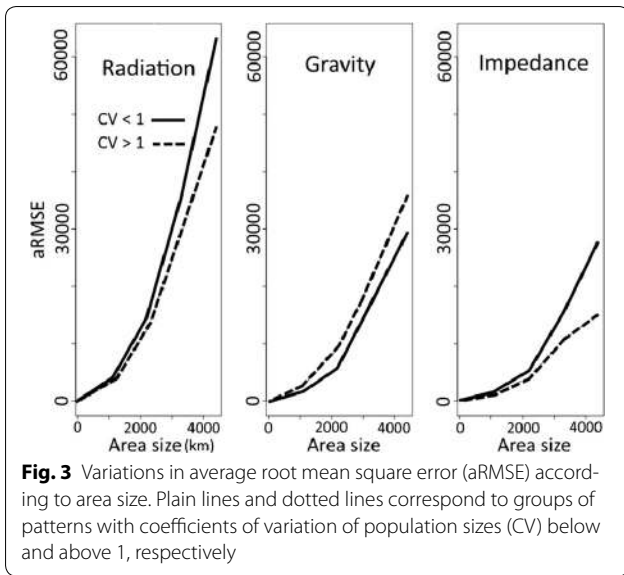 Radiation
Gravity
Impedance
CV < 1
CV > 1
aRMSE
60000
30000
0
60000
30000
0
60000
30000
0
0 2000 4000
0 2000 4000
0 2000 4000
Area size (km)
Area size
Area size
Fig. 3 Variations in average root mean square error (aRMSE) accord-
ing to area size. Plain lines and dotted lines correspond to groups of
patterns with coefficients of variation of population sizes (CV) below
and above 1, respectively